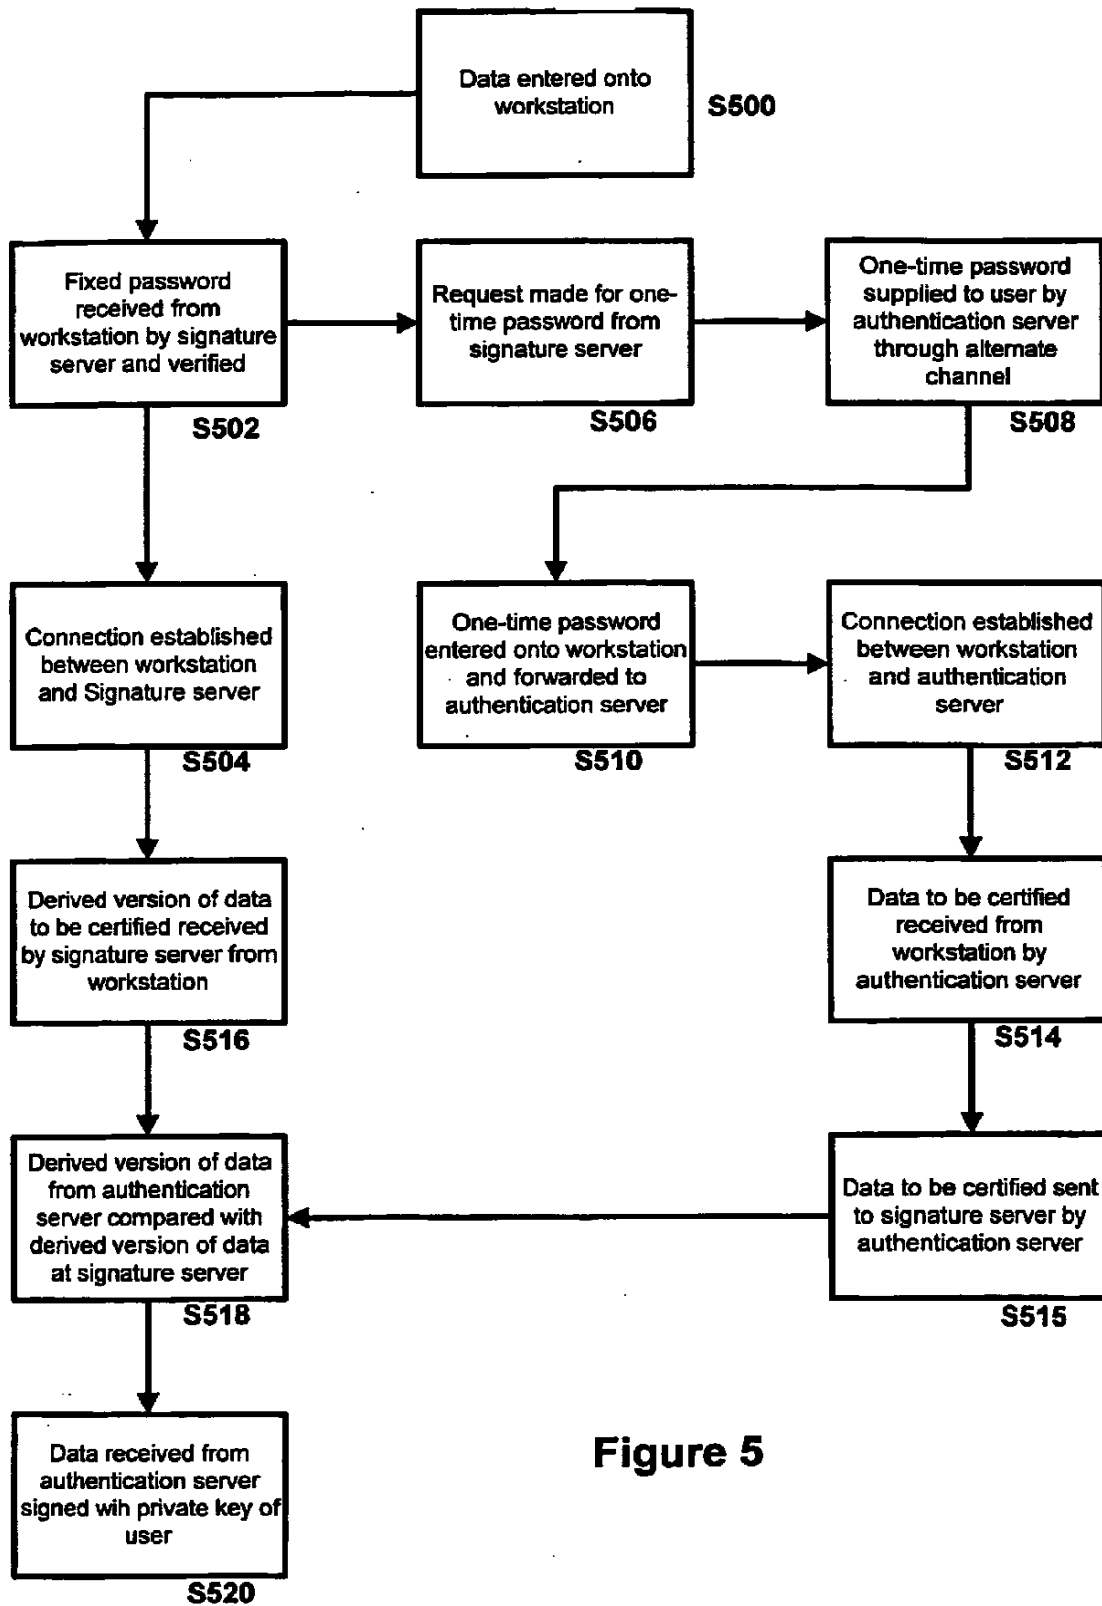 Data entered onto
workstation
S500
Fixed password
received from
workstation by signature
server and verified
S502
Request made for one-
time password from
signature server
S506
One-time password
supplied to user by
authentication server
through alternate
channel
S508
Connection established
between workstation
and Signature server
S504
One-time password
entered onto workstation
and forwarded to
authentication server
S510
Connection established
between workstation
and authentication
server
S512
Derived version of data
to be certified received
by signature server from
workstation
S516
Data to be certified
received from
workstation by
authentication server
S514
Derived version of data
from authentication
server compared with
derived version of data
at signature server
S518
Data to be certified sent
to signature server by
authentication server
S515
Data received from
authentication server
signed wih private key of
user
S520
Figure 5